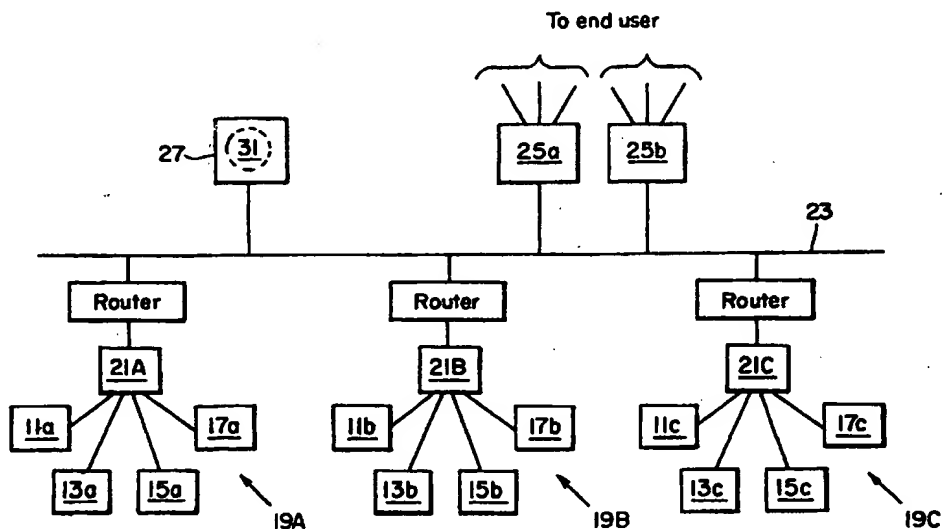 To end user
27
31
25a
25b
23
Router
Router
Router
21A
21B
21C
11a
17a
11b
17b
11c
17c
13a
15a
13b
15b
13c
15c
19A
19B
19C